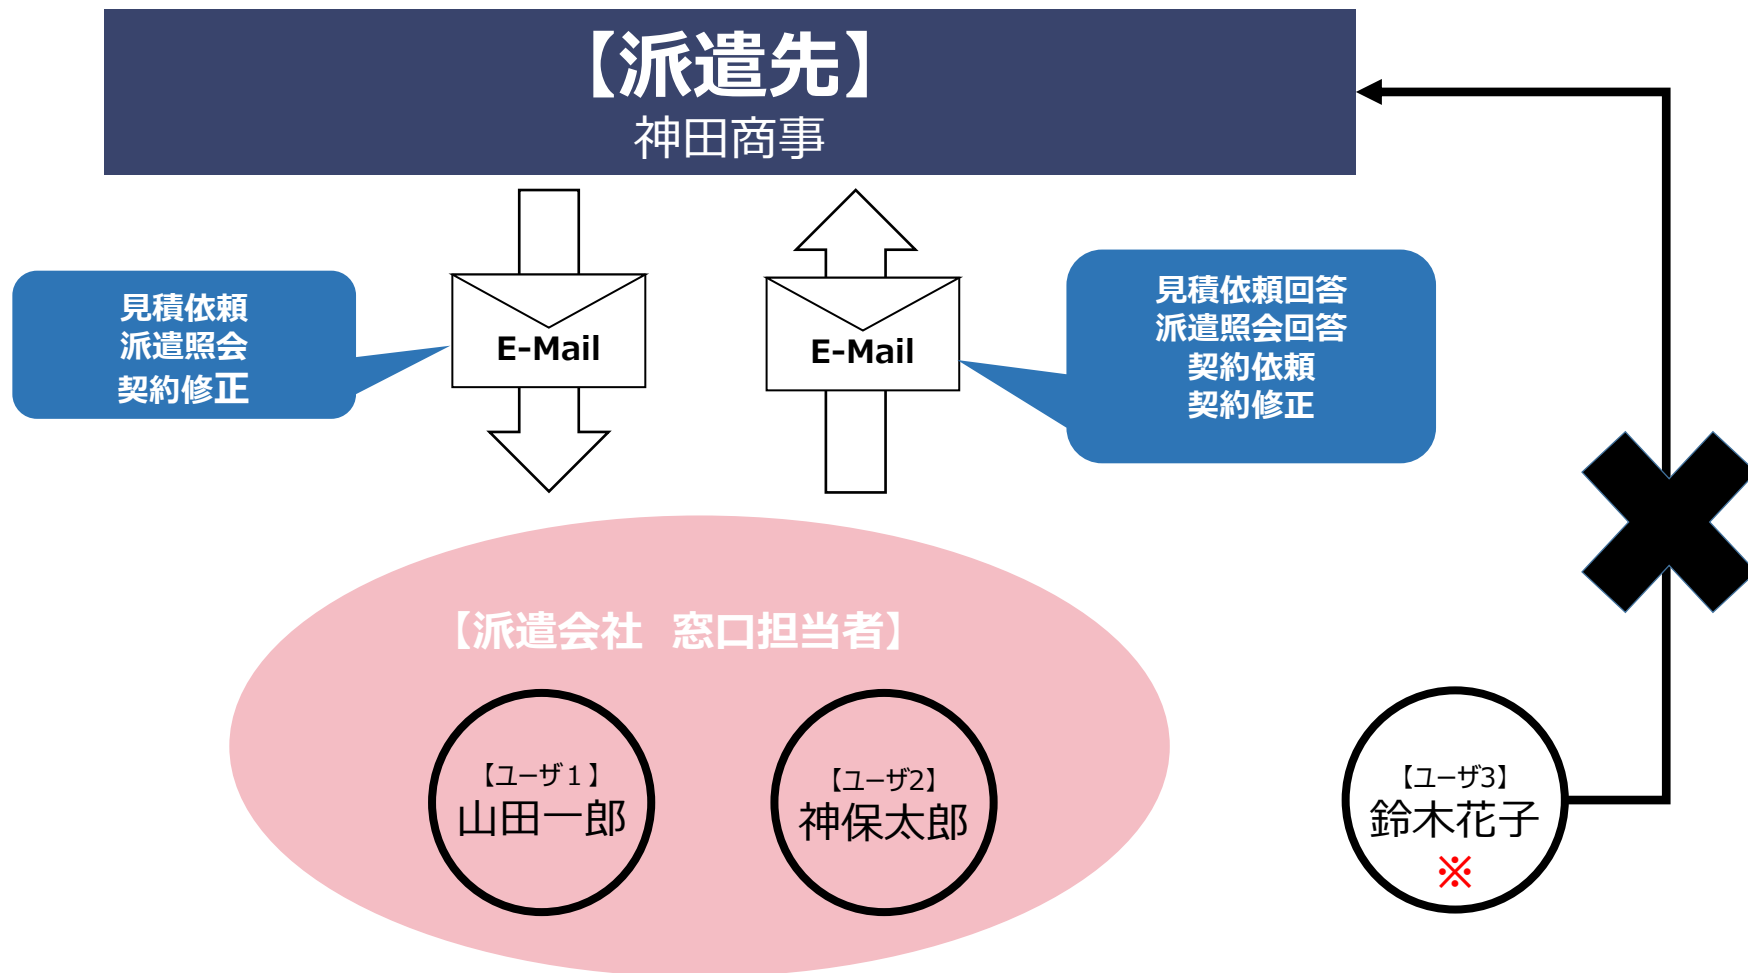 【派遣先】
神田商事
見積依頼
派遣照会
契約修正
E-Mail
E-Mail
見積依頼回答
派遣照会回答
契約依頼
契約修正
【派遣会社　窓口担当者】
【ユーザ１】
山田一郎
【ユーザ2】
神保太郎
【ユーザ3】
鈴木花子
※